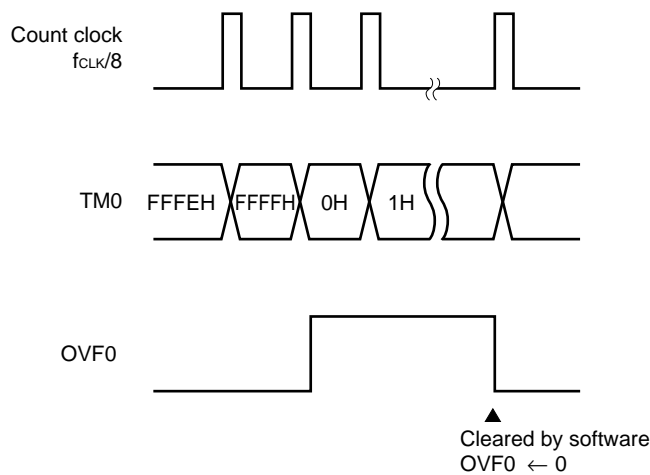 Count clock
fCLK/8
TM0
FFFEH
FFFFH
0H
1H
OVF0
Cleared by software
OVF0 ← 0